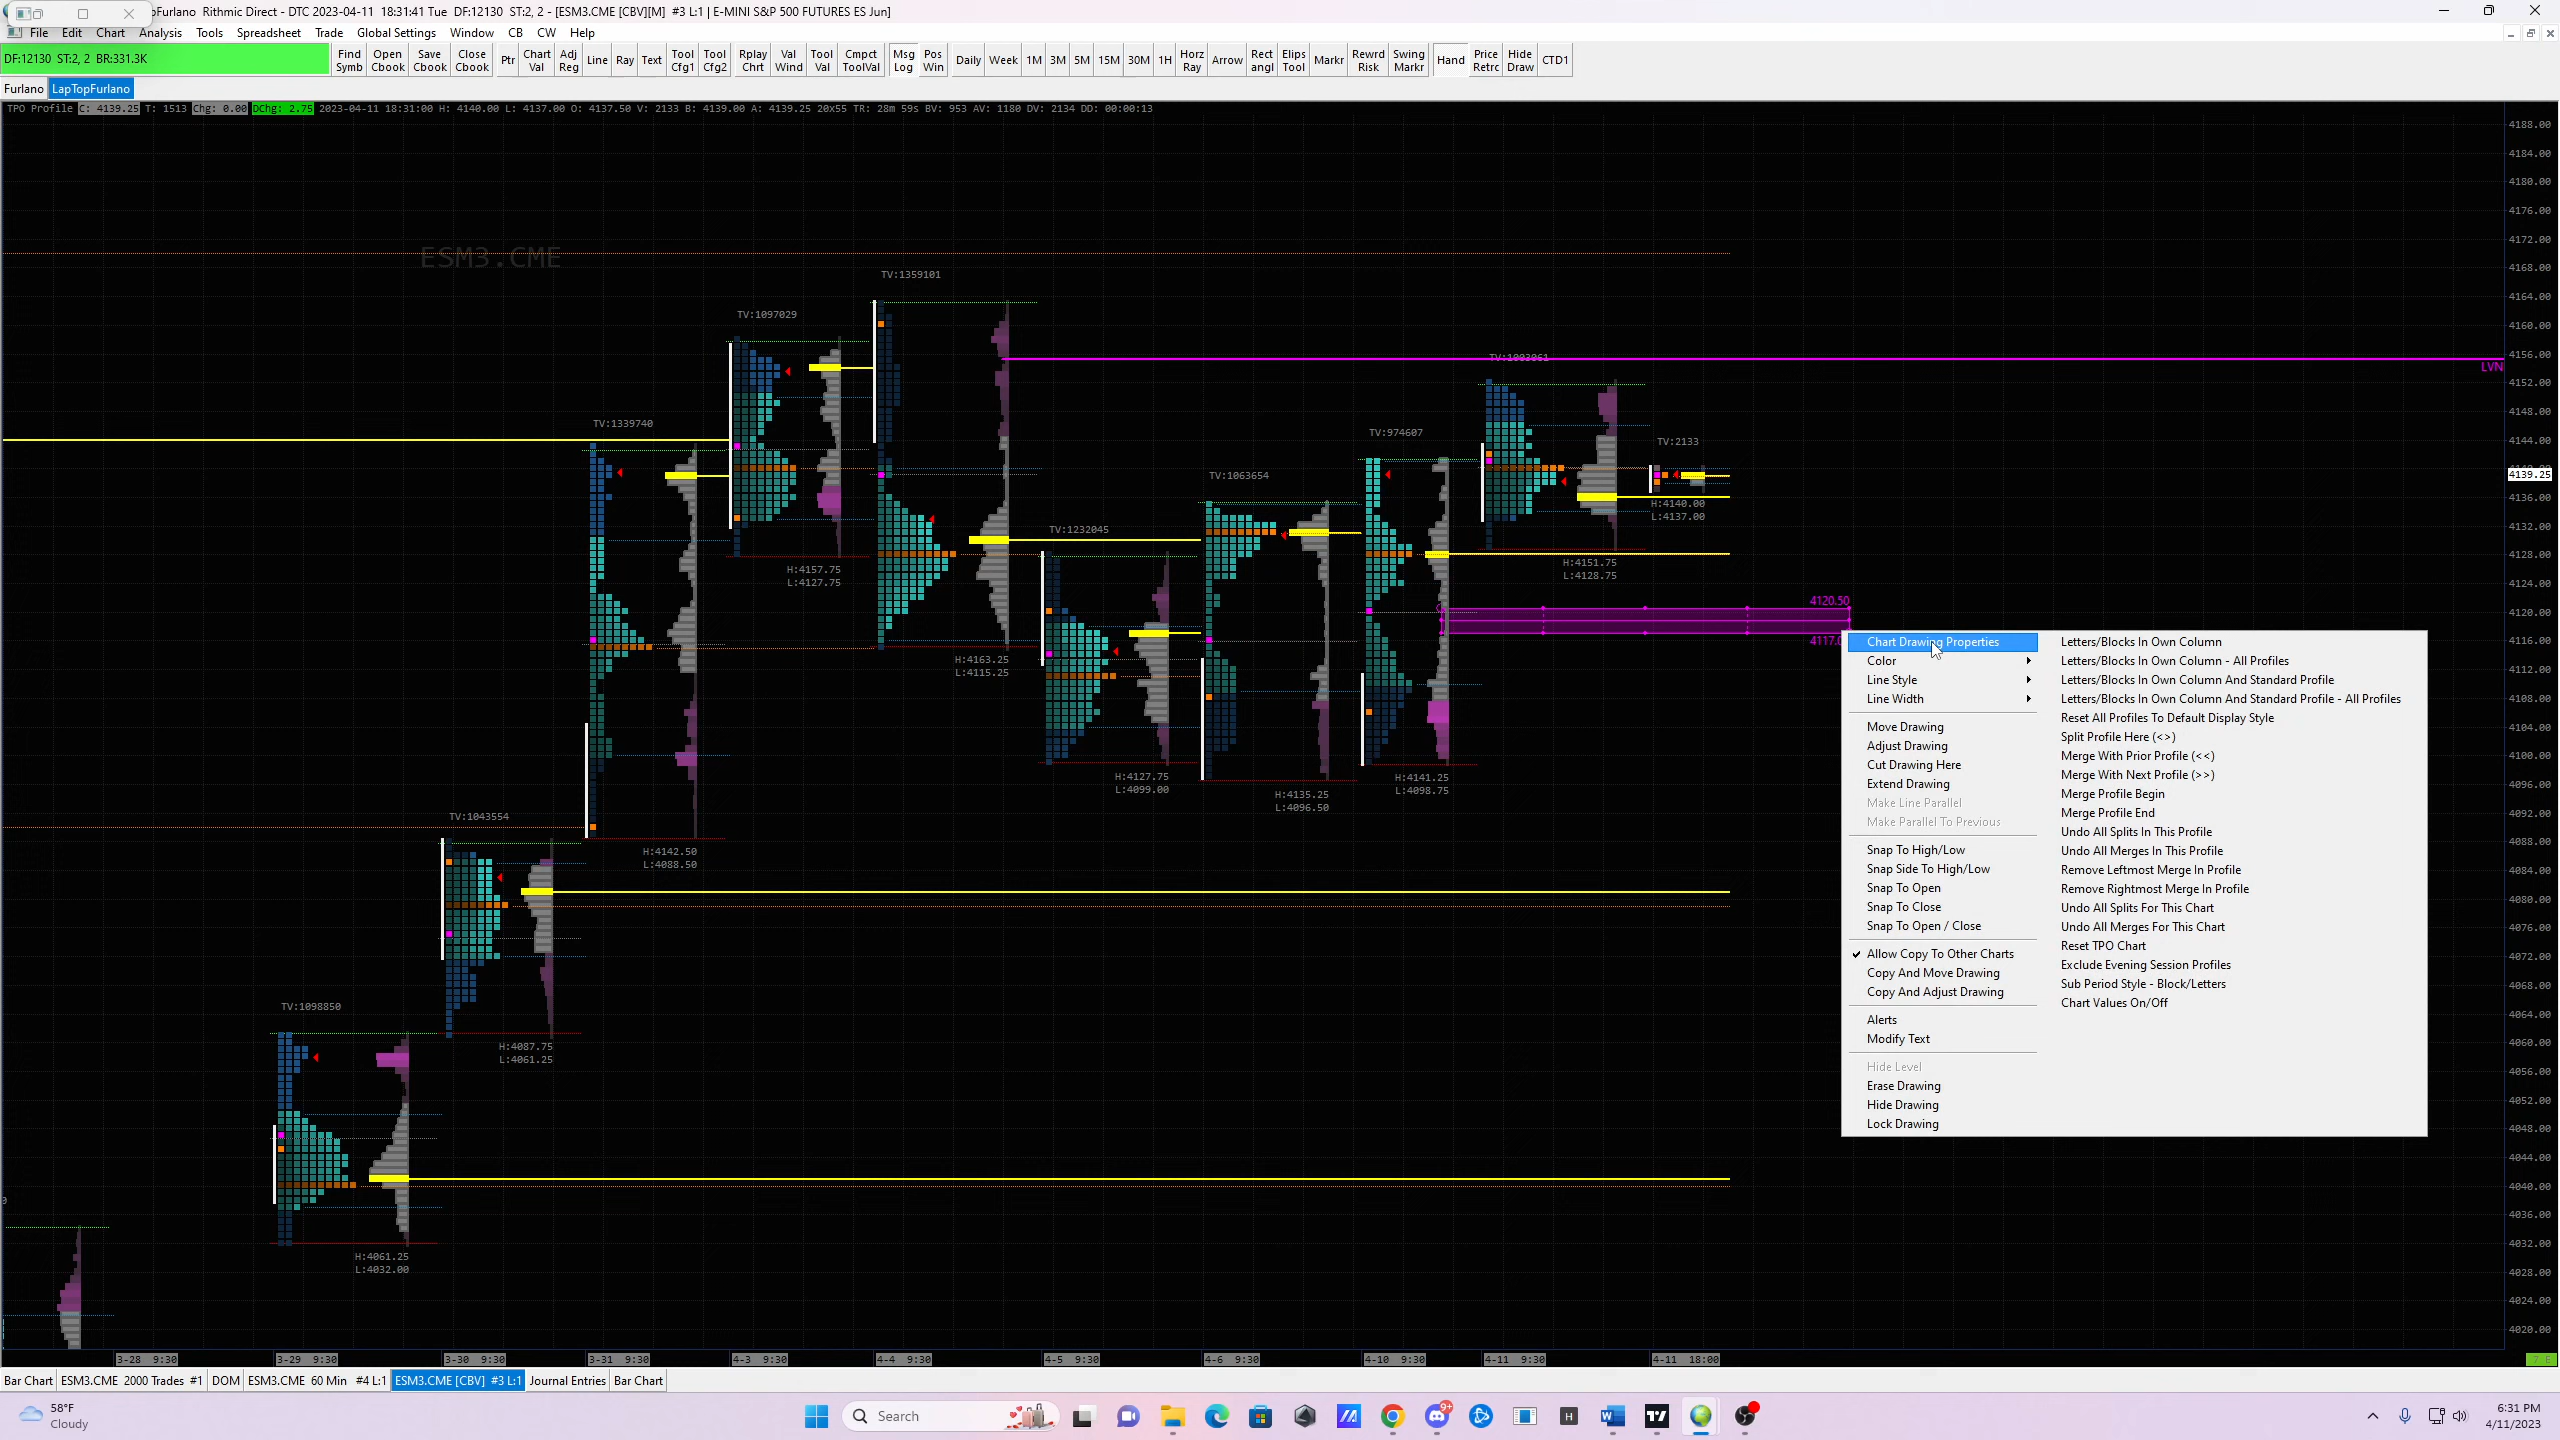 Furlano Rithmic Direct - DTC 2023-04-11 18:31:41 Tue DF:12130 ST:2, 2 - [ESM3.CME [CBV][M] #3 L:1 | E-MINI S&P 500 FUTURES ES Jun]
File Edit Chart Analysis Tools Spreadsheet Trade Global Settings Window CB CW Help
DF:12130 ST:2, 2 BR:331.3K
Find Symb Open Cbook Save Cbook Close Cbook Ptr Chart Val Adj Reg Line Ray Text Tool Cfg1 Tool Cfg2 Rplay Chrt Val Wind Tool Val Cmpct ToolVal Msg Log Pos Win Daily Week 1M 3M 5M 15M 30M 1H Horz Ray Arrow Rect angl Elips Tool Markr Rewrd Risk Swing Markr Hand Price Retrc Hide Draw CTD1
Furlano LapTopFurlano
TPO Profile C: 4139.25 T: 1513 Chg: 0.00 DChg: 2.75 2023-04-11 18:31:00 H: 4140.00 L: 4137.00 O: 4137.50 V: 2133 B: 4139.00 A: 4139.25 20x55 TR: 28m 59s BV: 953 AV: 1180 DV: 2134 DD: 00:00:13
4188.00
4184.00
4180.00
4176.00
4172.00
4168.00
4164.00
4160.00
4156.00
4152.00
4148.00
4144.00
4139.25
4136.00
4132.00
4128.00
4124.00
4120.00
4116.00
4112.00
4108.00
4104.00
4100.00
4096.00
4092.00
4088.00
4084.00
4080.00
4076.00
4072.00
4068.00
4064.00
4060.00
4056.00
4052.00
4048.00
4044.00
4040.00
4036.00
4032.00
4028.00
4024.00
4020.00
ESM3.CME
TV:1359101
TV:1097029
TV:1003061
LVN
TV:1339740
TV:974607
TV:2133
TV:1063654
H:4140.00
L:4137.00
TV:1232045
H:4157.75
L:4127.75
H:4151.75
L:4128.75
4120.50
4117.0
H:4163.25
L:4115.25
H:4127.75
L:4099.00
H:4135.25
L:4096.50
H:4141.25
L:4098.75
TV:1043554
H:4142.50
L:4088.50
TV:1098850
H:4087.75
L:4061.25
H:4061.25
L:4032.00
Chart Drawing Properties
Color
Line Style
Line Width
Move Drawing
Adjust Drawing
Cut Drawing Here
Extend Drawing
Make Line Parallel
Make Parallel To Previous
Snap To High/Low
Snap Side To High/Low
Snap To Open
Snap To Close
Snap To Open / Close
Allow Copy To Other Charts
Copy And Move Drawing
Copy And Adjust Drawing
Alerts
Modify Text
Hide Level
Erase Drawing
Hide Drawing
Lock Drawing
Letters/Blocks In Own Column
Letters/Blocks In Own Column - All Profiles
Letters/Blocks In Own Column And Standard Profile
Letters/Blocks In Own Column And Standard Profile - All Profiles
Reset All Profiles To Default Display Style
Split Profile Here (<>)
Merge With Prior Profile (<<)
Merge With Next Profile (>>)
Merge Profile Begin
Merge Profile End
Undo All Splits In This Profile
Undo All Merges In This Profile
Remove Leftmost Merge In Profile
Remove Rightmost Merge In Profile
Undo All Splits For This Chart
Undo All Merges For This Chart
Reset TPO Chart
Exclude Evening Session Profiles
Sub Period Style - Block/Letters
Chart Values On/Off
3-28 9:30 3-29 9:30 3-30 9:30 3-31 9:30 4-3 9:30 4-4 9:30 4-5 9:30 4-6 9:30 4-10 9:30 4-11 9:30 4-11 18:00
Bar Chart ESM3.CME 2000 Trades #1 DOM ESM3.CME 60 Min #4 L:1 ESM3.CME [CBV] #3 L:1 Journal Entries Bar Chart
58°F
Cloudy
Search
9+
H
6:31 PM
4/11/2023